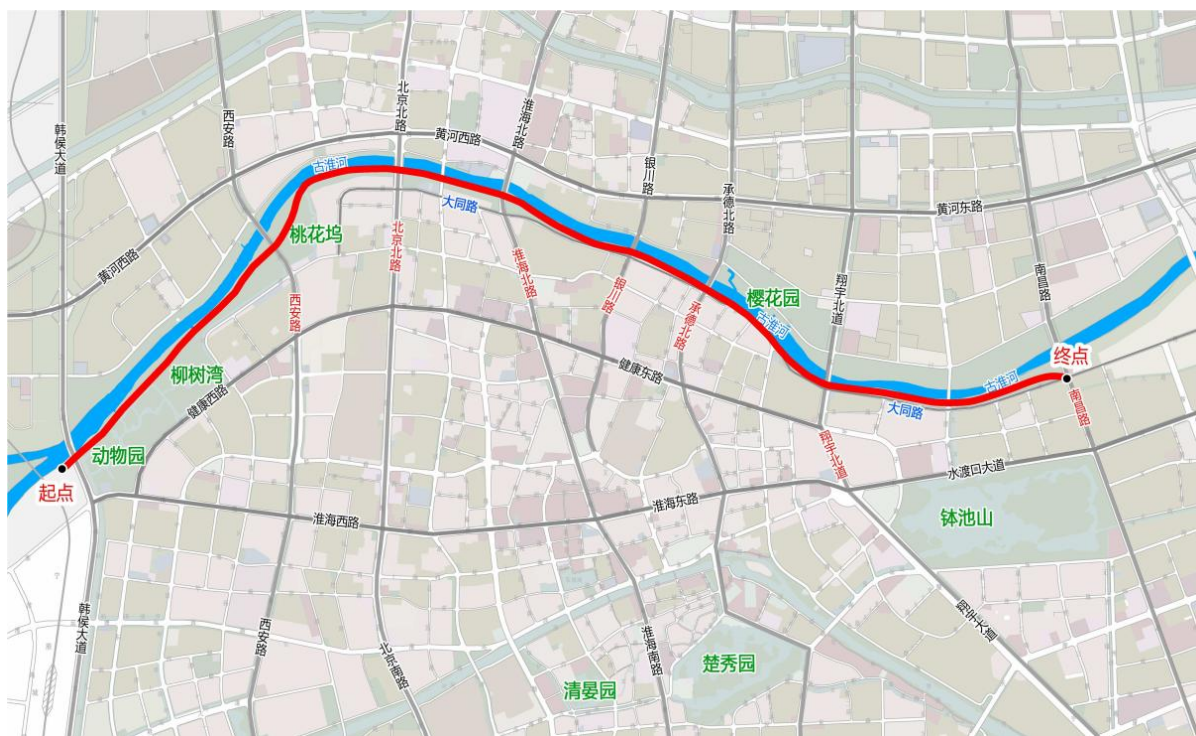 韩侯大道
西安路
北京北路
淮海北路
黄河西路
银川路
承德北路
古淮河
大同路
桃花坞
北京北路
淮海北路
黄河东路
黄河西路
翔宇北道
南昌路
西安路
银川路
承德北路
樱花园
古淮河
柳树湾
健康西路
健康东路
终点
古淮河
大同路
南昌路
动物园
起点
翔宇北道
水渡口大道
淮海西路
淮海东路
钵池山
韩侯大道
西安路
北京南路
淮海南路
翔宇大道
楚秀园
清晏园